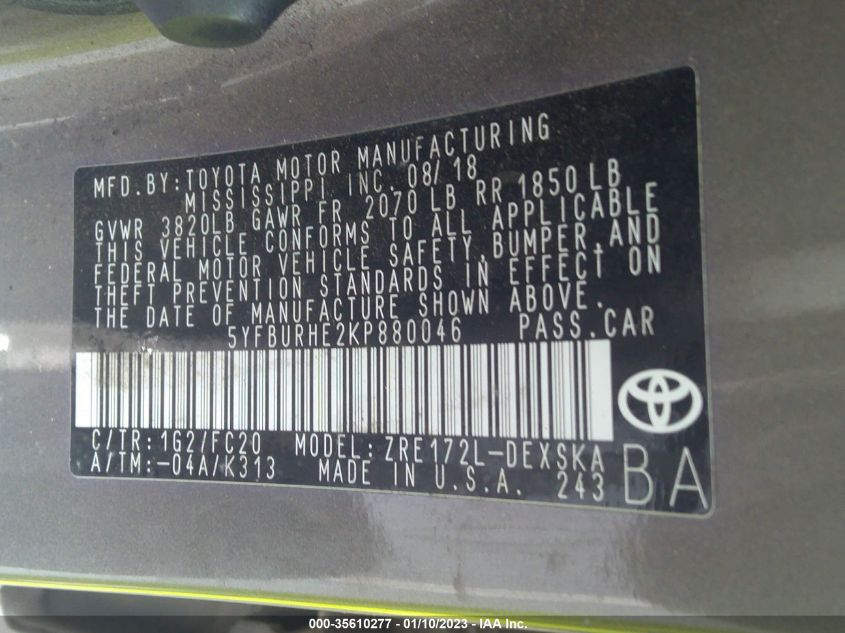 MFD.BY:TOYOTA MOTOR MANUFACTURING
MISSISSIPPI, INC. 08/18
GVWR 3820LB GAWR FR 2070 LB RR 1850 LB
THIS VEHICLE CONFORMS TO ALL APPLICABLE
FEDERAL MOTOR VEHICLE SAFETY,BUMPER,AND
THEFT PREVENTION STANDARDS IN EFFECT ON
THE DATE OF MANUFACTURE SHOWN ABOVE.
5YFBURHE2KP880046 PASS.CAR
C/TR:1G2/FC20 MODEL:ZRE172L-DEXSKA
A/TM:-04A/K313 MADE IN U.S.A. 243 BA
000-35610277 - 01/10/2023 - IAA Inc.